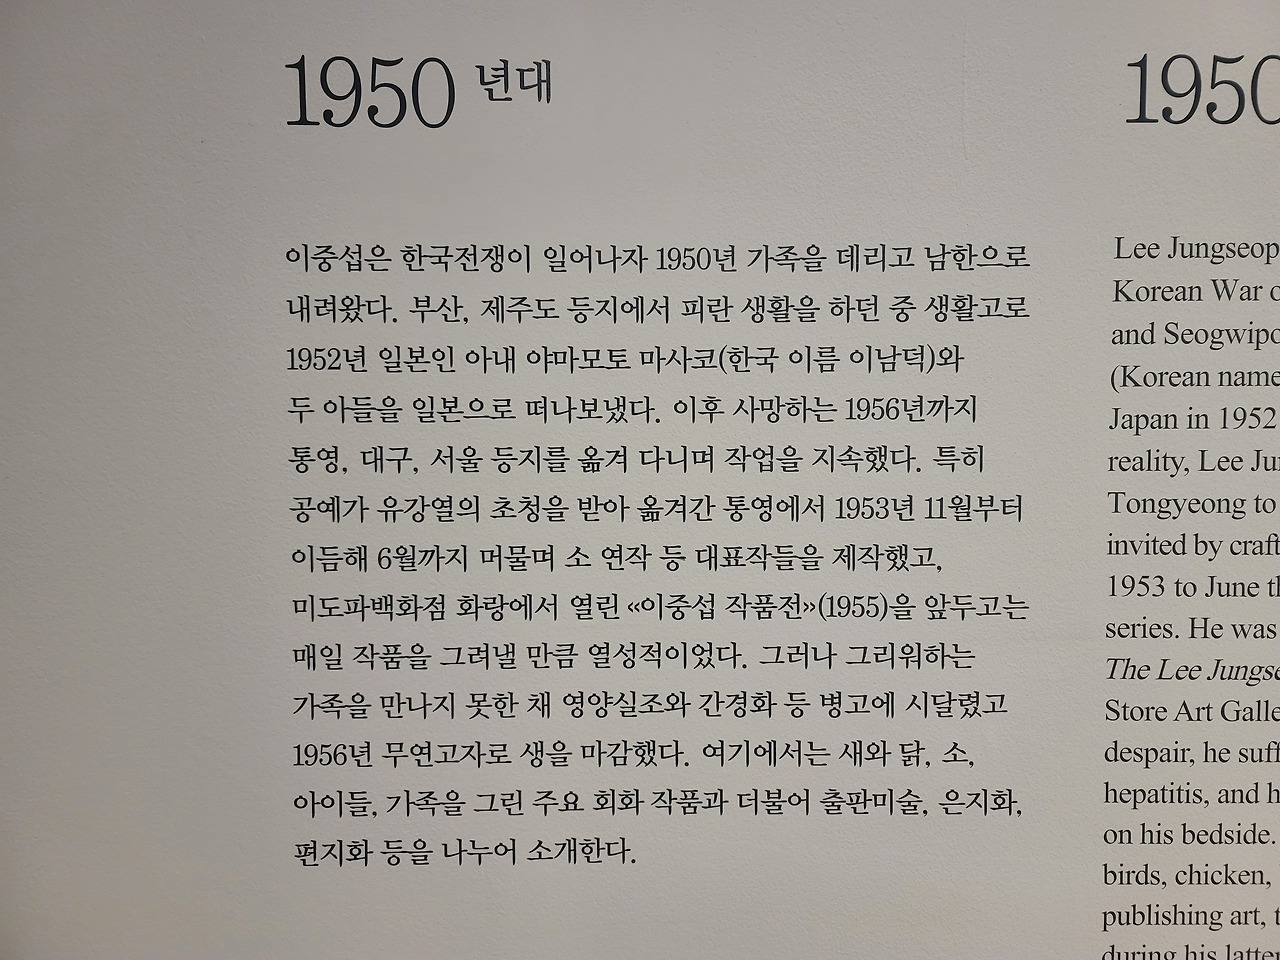 1950 년대
이중섭은 한국전쟁이 일어나자 1950년 가족을 데리고 남한으로
내려왔다. 부산, 제주도 등지에서 피란 생활을 하던 중 생활고로
1952년 일본인 아내 야마모토 마사코(한국 이름 이남덕)와
두 아들을 일본으로 떠나보냈다. 이후 사망하는 1956년까지
통영, 대구, 서울 등지를 옮겨 다니며 작업을 지속했다. 특히
공예가 유강열의 초청을 받아 옮겨간 통영에서 1953년 11월부터
이듬해 6월까지 머물며 소 연작 등 대표작들을 제작했고,
미도파백화점 화랑에서 열린 «이중섭 작품전»(1955)을 앞두고는
매일 작품을 그려낼 만큼 열성적이었다. 그러나 그리워하는
가족을 만나지 못한 채 영양실조와 간경화 등 병고에 시달렸고
1956년 무연고자로 생을 마감했다. 여기에서는 새와 닭, 소,
아이들, 가족을 그린 주요 회화 작품과 더불어 출판미술, 은지화,
편지화 등을 나누어 소개한다.
1950
Lee Jungseop
Korean War
and
(Korean name
Japan in 1952
reality, Lee
Tongyeong to
invited by
1953 to June
series. He was
The Lee
Store Art
despair, he
hepatitis, and
on his bedside.
birds, chicken,
publishing art,
during his